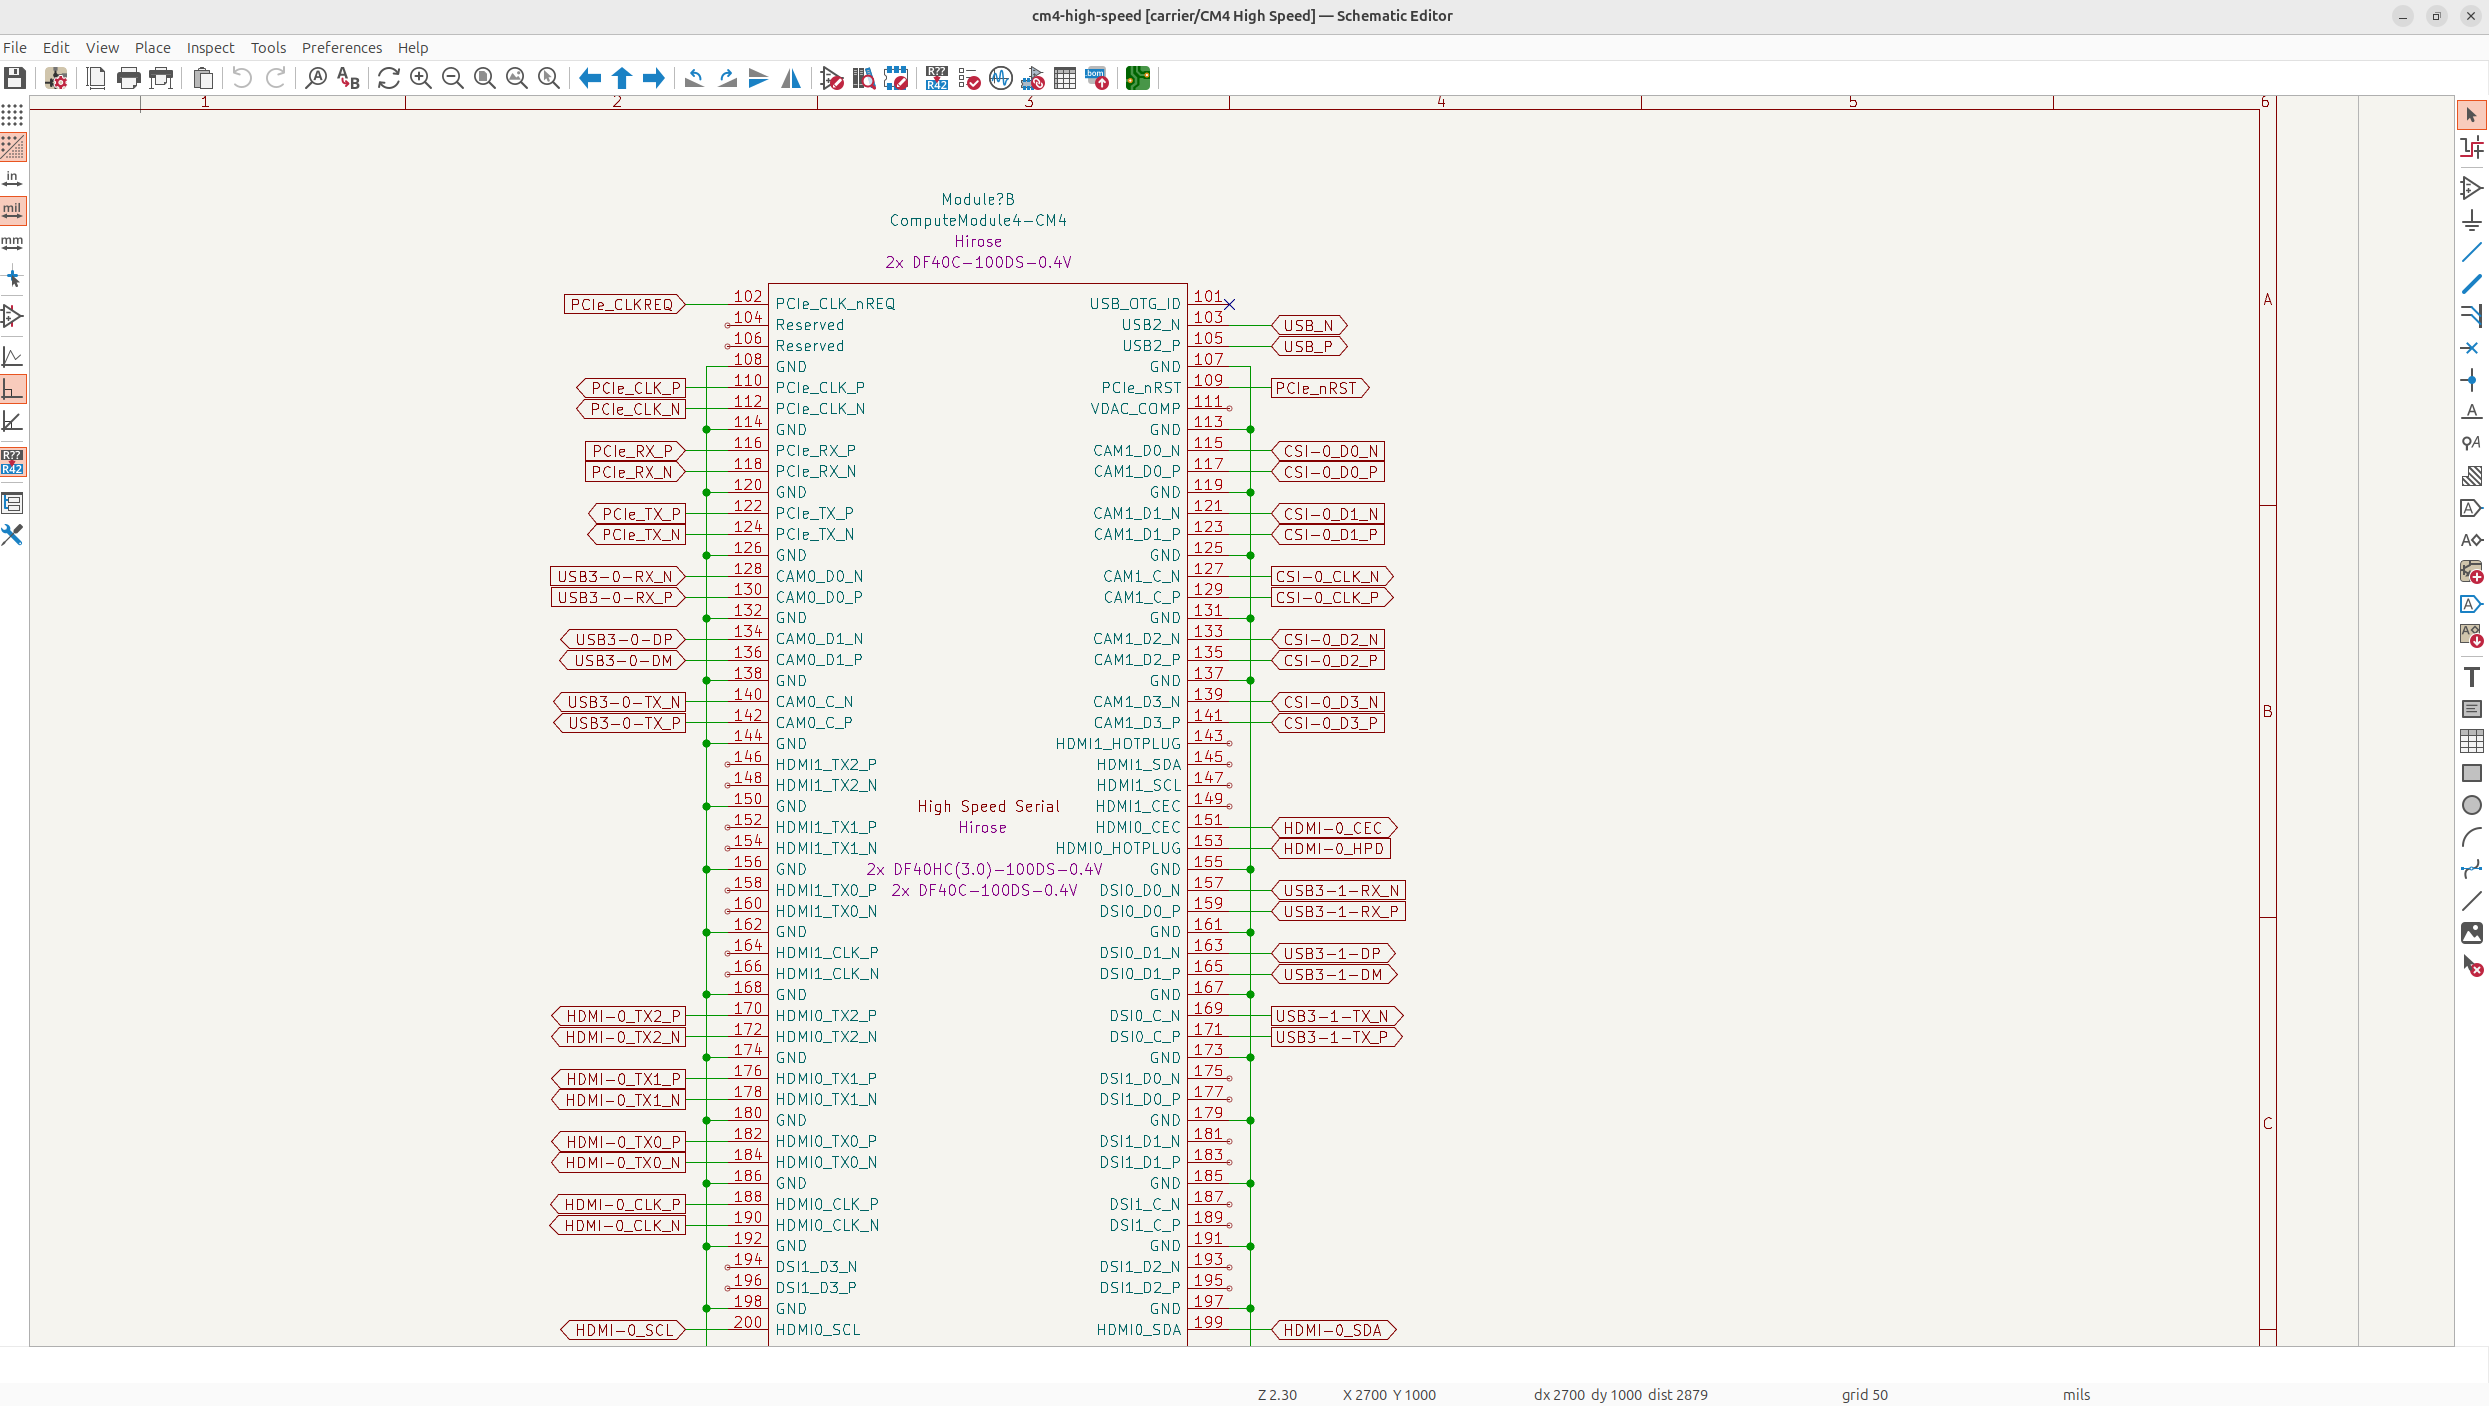 cm4-high-speed [carrier/CM4 High Speed] — Schematic Editor
File Edit View Place Inspect Tools Preferences Help
1 2 3 4 5 6
in
mil
mm
R??
R42
A
B
C
Module?B
ComputeModule4-CM4
Hirose
2x DF40C-100DS-0.4V
PCIe_CLKREQ 102 PCIe_CLK_nREQ USB_OTG_ID 101
104 Reserved USB2_N 103 USB_N
106 Reserved USB2_P 105 USB_P
108 GND GND 107
PCIe_CLK_P 110 PCIe_CLK_P PCIe_nRST 109 PCIe_nRST
PCIe_CLK_N 112 PCIe_CLK_N VDAC_COMP 111
114 GND GND 113
PCIe_RX_P 116 PCIe_RX_P CAM1_D0_N 115 CSI-0_D0_N
PCIe_RX_N 118 PCIe_RX_N CAM1_D0_P 117 CSI-0_D0_P
120 GND GND 119
PCIe_TX_P 122 PCIe_TX_P CAM1_D1_N 121 CSI-0_D1_N
PCIe_TX_N 124 PCIe_TX_N CAM1_D1_P 123 CSI-0_D1_P
126 GND GND 125
USB3-0-RX_N 128 CAM0_D0_N CAM1_C_N 127 CSI-0_CLK_N
USB3-0-RX_P 130 CAM0_D0_P CAM1_C_P 129 CSI-0_CLK_P
132 GND GND 131
USB3-0-DP 134 CAM0_D1_N CAM1_D2_N 133 CSI-0_D2_N
USB3-0-DM 136 CAM0_D1_P CAM1_D2_P 135 CSI-0_D2_P
138 GND GND 137
USB3-0-TX_N 140 CAM0_C_N CAM1_D3_N 139 CSI-0_D3_N
USB3-0-TX_P 142 CAM0_C_P CAM1_D3_P 141 CSI-0_D3_P
144 GND HDMI1_HOTPLUG 143
146 HDMI1_TX2_P HDMI1_SDA 145
148 HDMI1_TX2_N HDMI1_SCL 147
150 GND High Speed Serial HDMI1_CEC 149
152 HDMI1_TX1_P Hirose HDMI0_CEC 151 HDMI-0_CEC
154 HDMI1_TX1_N HDMI0_HOTPLUG 153 HDMI-0_HPD
156 GND 2x DF40HC(3.0)-100DS-0.4V GND 155
158 HDMI1_TX0_P 2x DF40C-100DS-0.4V DSI0_D0_N 157 USB3-1-RX_N
160 HDMI1_TX0_N DSI0_D0_P 159 USB3-1-RX_P
162 GND GND 161
164 HDMI1_CLK_P DSI0_D1_N 163 USB3-1-DP
166 HDMI1_CLK_N DSI0_D1_P 165 USB3-1-DM
168 GND GND 167
HDMI-0_TX2_P 170 HDMI0_TX2_P DSI0_C_N 169 USB3-1-TX_N
HDMI-0_TX2_N 172 HDMI0_TX2_N DSI0_C_P 171 USB3-1-TX_P
174 GND GND 173
HDMI-0_TX1_P 176 HDMI0_TX1_P DSI1_D0_N 175
HDMI-0_TX1_N 178 HDMI0_TX1_N DSI1_D0_P 177
180 GND GND 179
HDMI-0_TX0_P 182 HDMI0_TX0_P DSI1_D1_N 181
HDMI-0_TX0_N 184 HDMI0_TX0_N DSI1_D1_P 183
186 GND GND 185
HDMI-0_CLK_P 188 HDMI0_CLK_P DSI1_C_N 187
HDMI-0_CLK_N 190 HDMI0_CLK_N DSI1_C_P 189
192 GND GND 191
194 DSI1_D3_N DSI1_D2_N 193
196 DSI1_D3_P DSI1_D2_P 195
198 GND GND 197
HDMI-0_SCL 200 HDMI0_SCL HDMI0_SDA 199 HDMI-0_SDA
Z 2.30 X 2700 Y 1000 dx 2700 dy 1000 dist 2879 grid 50 mils